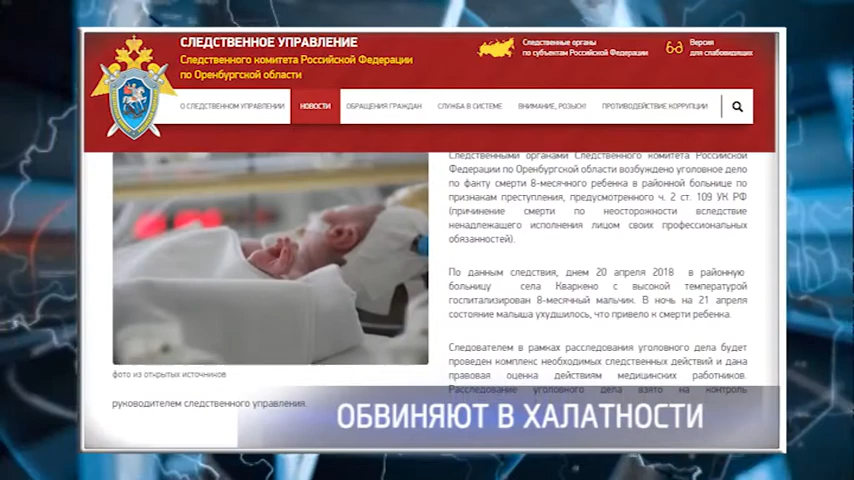 СЛЕДСТВЕННОЕ УПРАВЛЕНИЕ
Следственного комитета Российской Федерации
по Оренбургской области
Следственные органы
по субъектам Российской Федерации
Версия
для слабовидящих
О СЛЕДСТВЕННОМ УПРАВЛЕНИИ
НОВОСТИ
ОБРАЩЕНИЯ ГРАЖДАН
СЛУЖБА В СИСТЕМЕ
ВНИМАНИЕ, РОЗЫСК!
ПРОТИВОДЕЙСТВИЕ КОРРУПЦИИ
Следственными органами Следственного комитета Российской
Федерации по Оренбургской области возбуждено уголовное дело
по факту смерти 8-месячного ребенка в районной больнице по
признакам преступления, предусмотренного ч. 2 ст. 109 УК РФ
(причинение смерти по неосторожности вследствие
ненадлежащего исполнения лицом своих профессиональных
обязанностей).
По данным следствия, днем 20 апреля 2018 в районную
больницу села Кваркено с высокой температурой
госпитализирован 8-месячный мальчик. В ночь на 21 апреля
состояние малыша ухудшилось, что привело к смерти ребенка.
Следователем в рамках расследования уголовного дела будет
проведен комплекс необходимых следственных действий и дана
правовая оценка действиям медицинских работников.
Расследование уголовного дела взято на контроль
фото из открытых источников
руководителем следственного управления.
ОБВИНЯЮТ В ХАЛАТНОСТИ